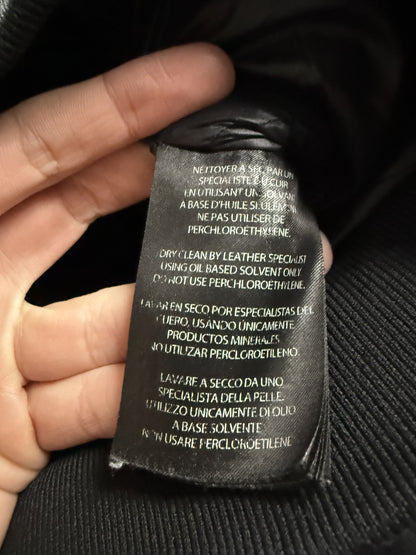 NETTOYER A SEC PAR UN
SPECIALISTE DU CUIR
EN UTILISANT UN SOLVANT
A BASE D'HUILE SEULEMENT
NE PAS UTILISER DE
PERCHLOROETHYLENE.
DRY CLEAN BY LEATHER SPECIALIST
USING OIL BASED SOLVENT ONLY
DO NOT USE PERCHLOROETHYLENE.
LAVAR EN SECO POR ESPECIALISTAS DEL
CUERO, USANDO ÚNICAMENTE
PRODUCTOS MINERALES
NO UTILIZAR PERCLOROETILENO.
LAVARE A SECCO DA UNO
SPECIALISTA DELLA PELLE.
UTILIZZO UNICAMENTE DI OLIO
A BASE SOLVENTE
NON USARE PERCLOROETILENE